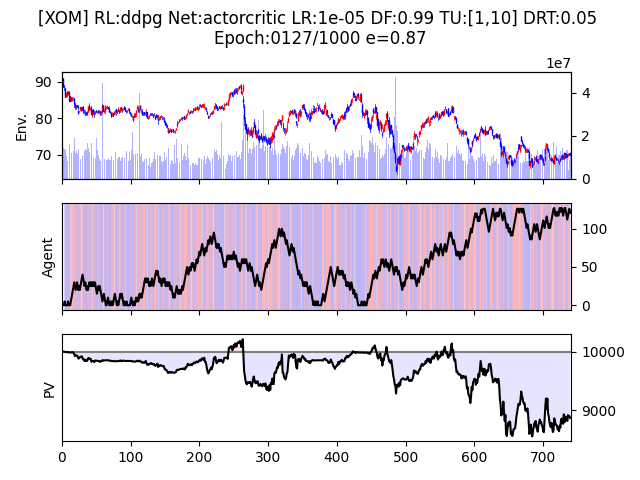 [XOM] RL:ddpg Net:actorcritic LR:1e-05 DF:0.99 TU:[1,10] DRT:0.05
Epoch:0127/1000 e=0.87
1e7
90
80
70
Env.
4
2
0
Agent
100
50
0
PV
10000
9000
0 100 200 300 400 500 600 700